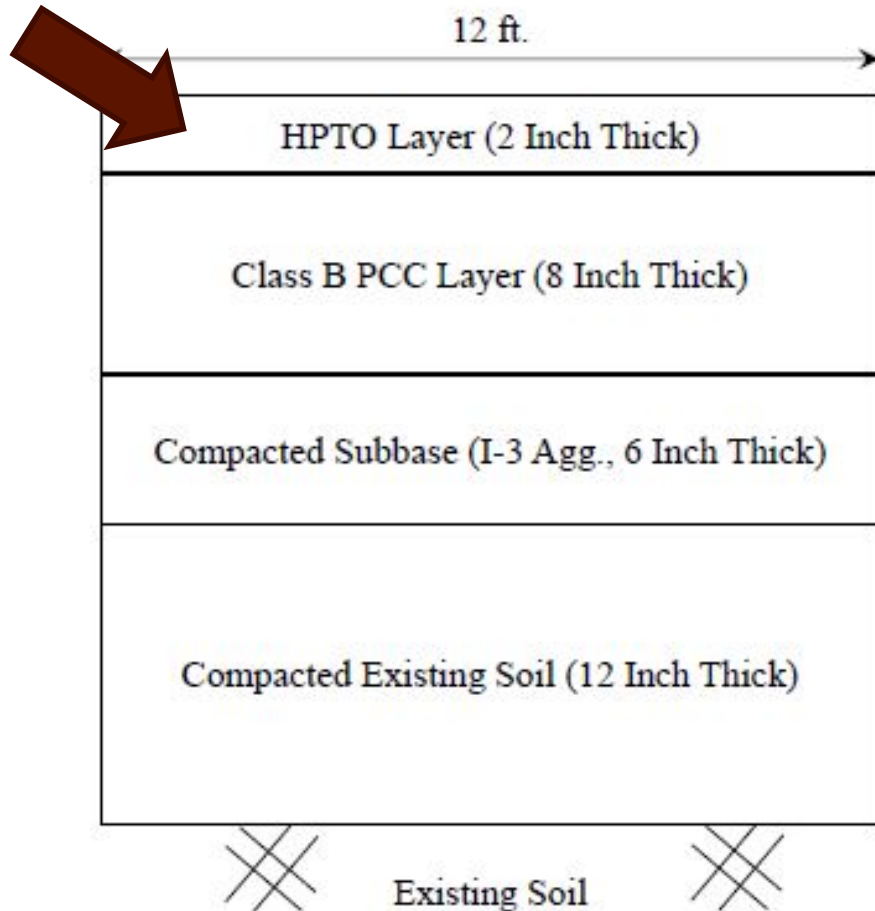 12 ft.
HPTO Layer (2 Inch Thick)
Class B PCC Layer (8 Inch Thick)
Compacted Subbase (I-3 Agg., 6 Inch Thick)
Compacted Existing Soil (12 Inch Thick)
Existing Soil